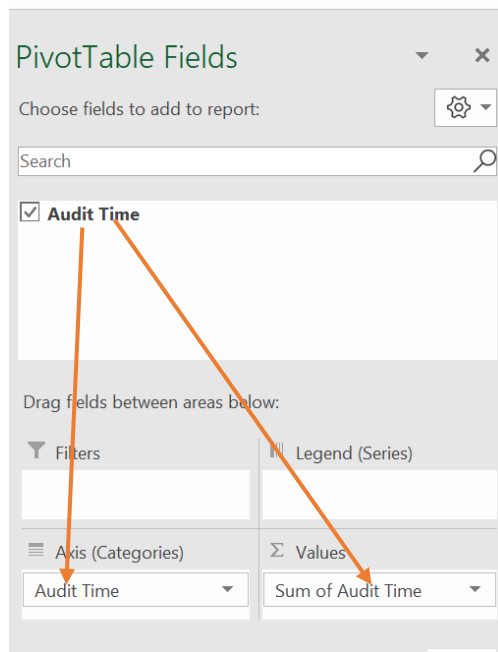 PivotTable Fields
Choose fields to add to report:
Search
Audit Time
Drag fields between areas below:
Filters
Legend (Series)
Axis (Categories)
Σ Values
Audit Time
Sum of Audit Time